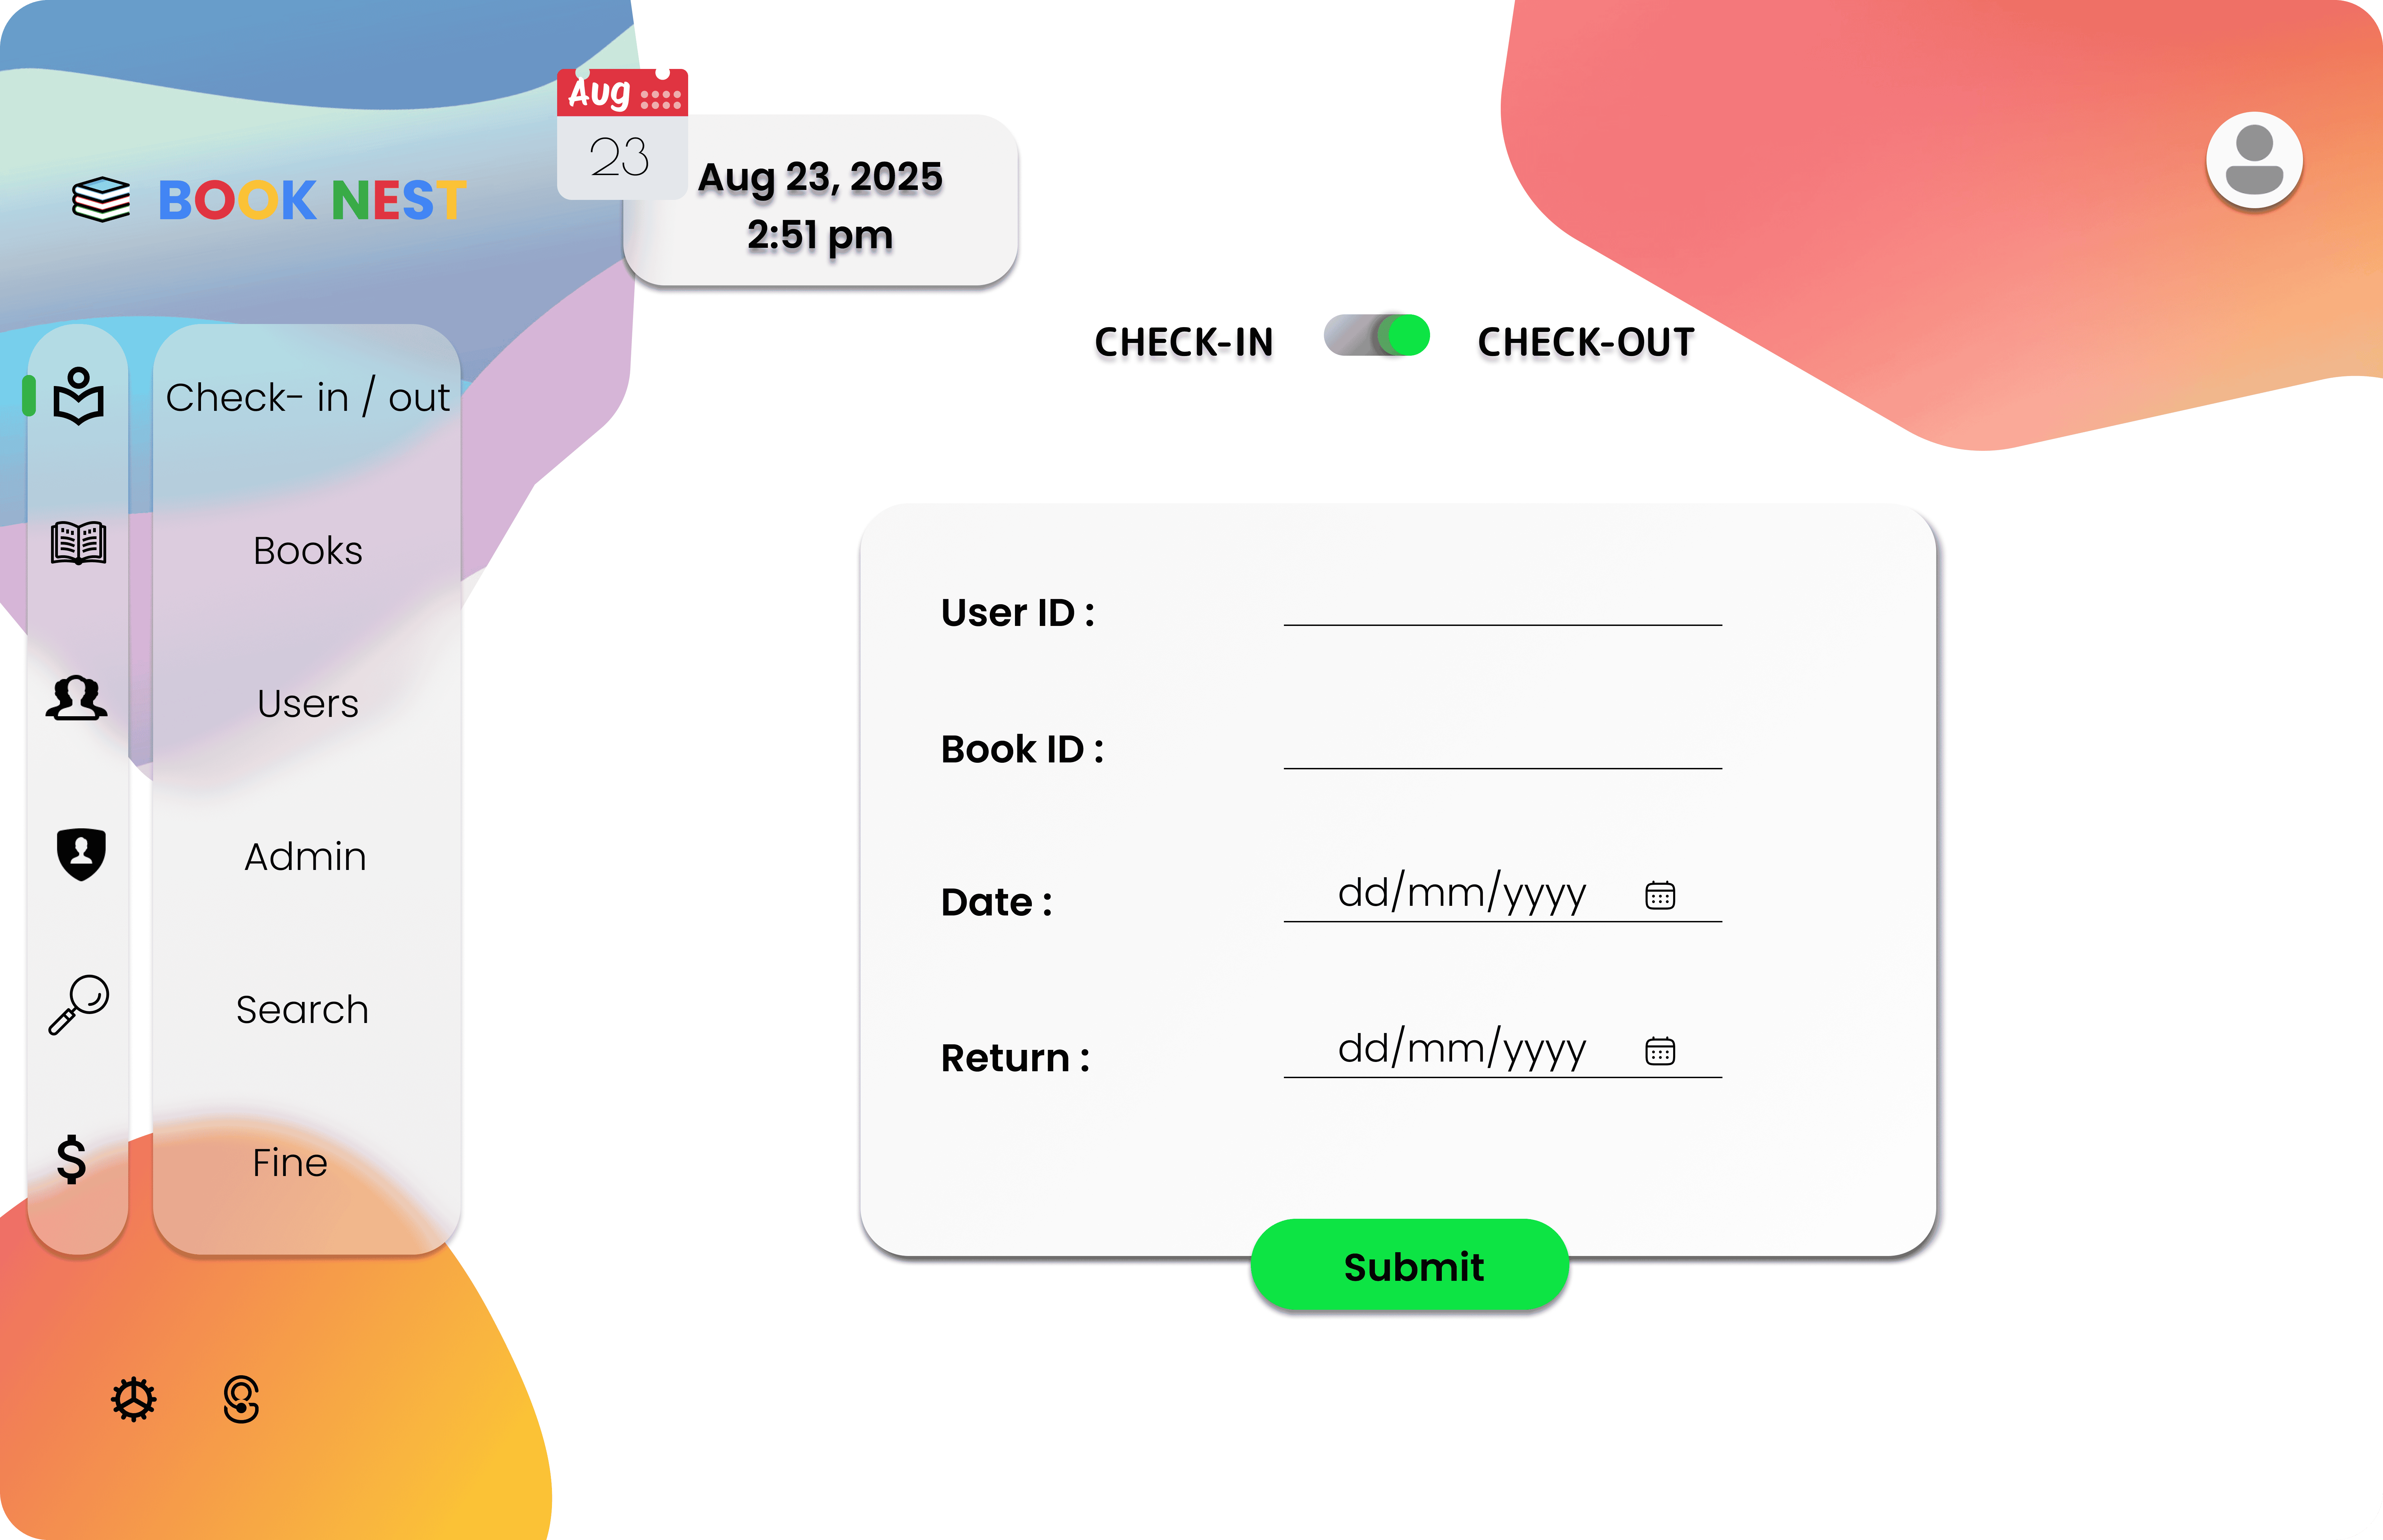 Aug
23
Aug 23, 2025
2:51 pm
BOOK NEST
CHECK-IN
CHECK-OUT
Check- in / out
Books
Users
Admin
Search
$
Fine
User ID :
Book ID :
Date :
dd/mm/yyyy
Return :
dd/mm/yyyy
Submit